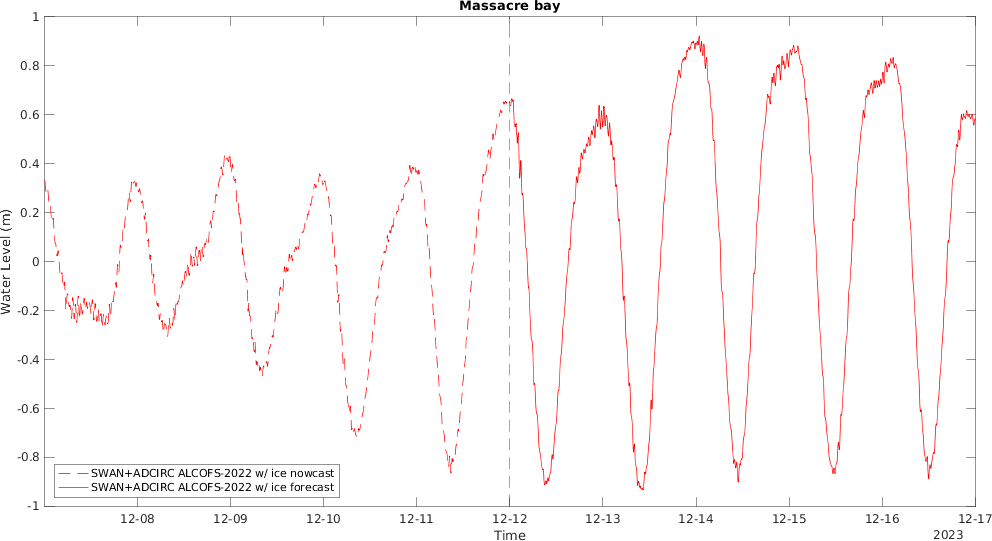 Massacre bay
1
0.8
0.6
0.4
0.2
0
-0.2
-0.4
-0.6
-0.8
-1
Water Level (m)
SWAN+ADCIRC ALCOFS-2022 w/ ice nowcast
SWAN+ADCIRC ALCOFS-2022 w/ ice forecast
12-08 12-09 12-10 12-11 12-12 12-13 12-14 12-15 12-16 12-17
Time
2023